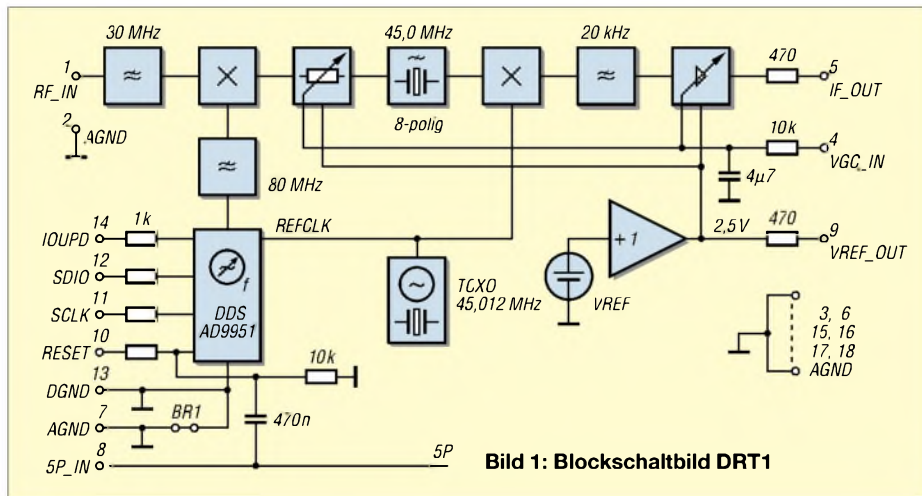 30 MHz
45,0 MHz
20 kHz
470
1
RF_IN
5
IF_OUT
8-polig
2
AGND
10k
4
VGC_IN
4µ7
80 MHz
REFCLK
14
IOUPD
1k
12
SDIO
11
SCLK
10
RESET
f
DDS
AD9951
TCXO
45,012 MHz
+1
VREF
2,5V
470
9
VREF_OUT
3, 6
15, 16
17, 18
AGND
13
DGND
10k
7
AGND
BR1
470n
8
5P_IN
5P
Bild 1: Blockschaltbild DRT1